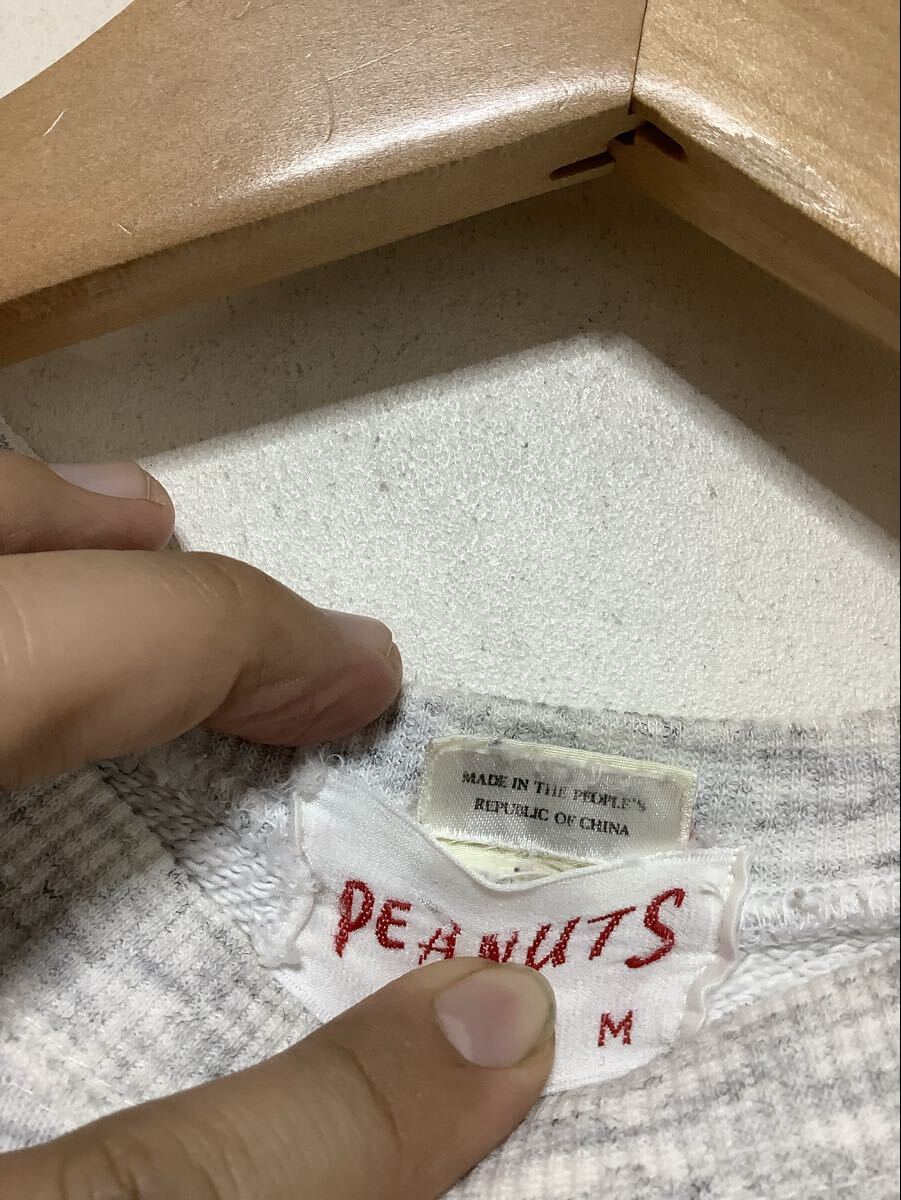 MADE IN THE PEOPLE'S
REPUBLIC OF CHINA
PEANUTS
M